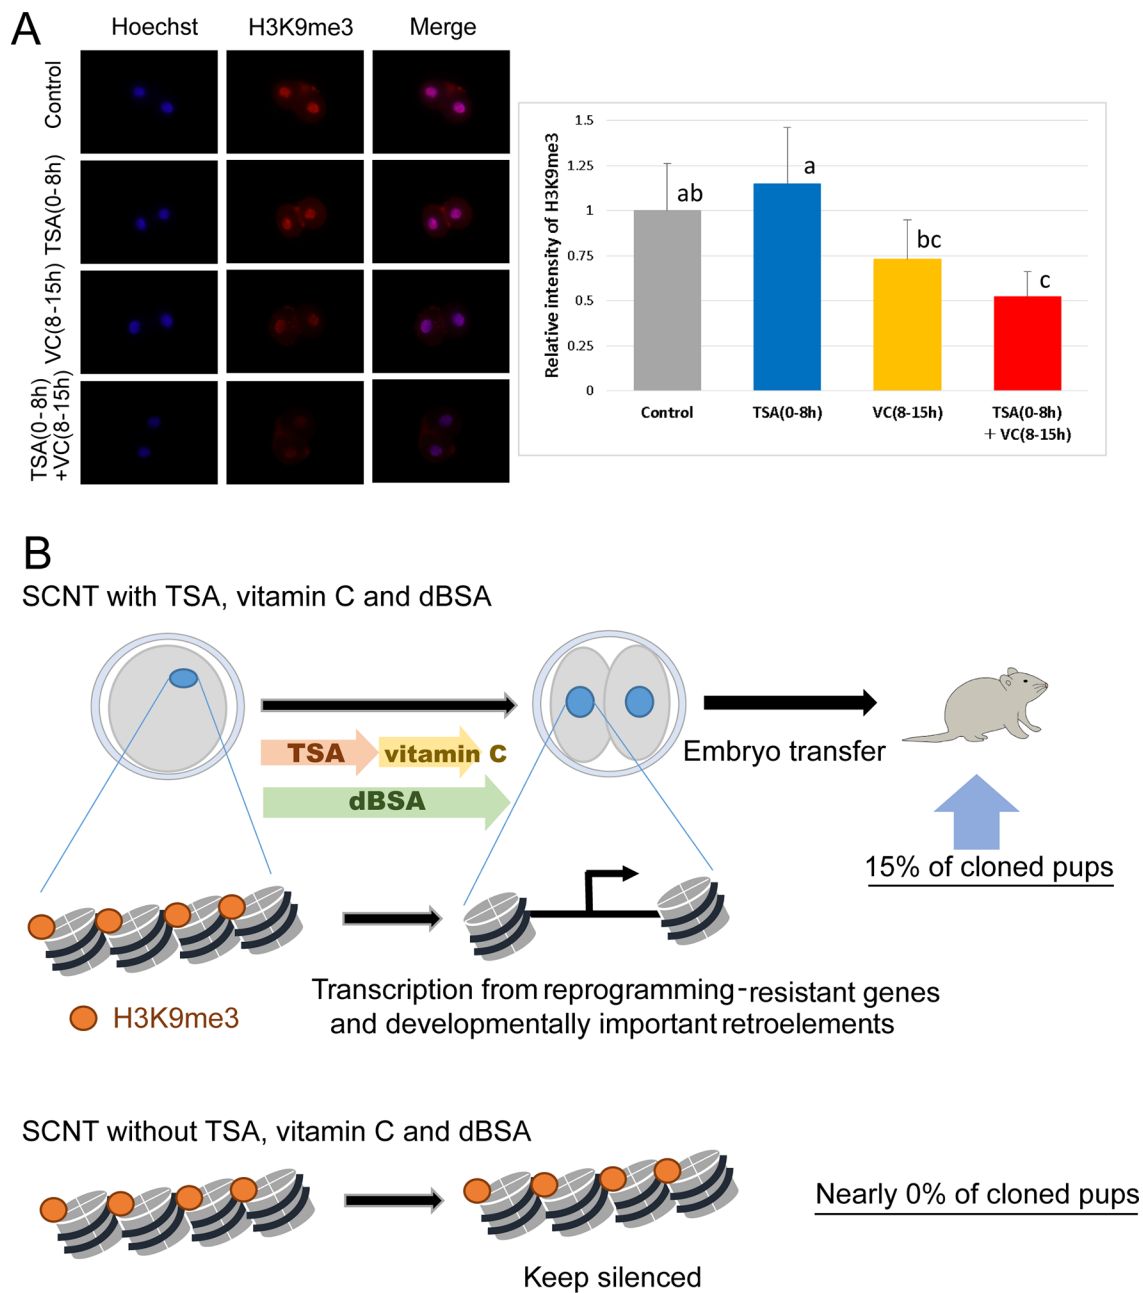 A
Hoechst
H3K9me3
Merge
Control
TSA(0-8h)
VC(8-15h)
TSA(0-8h)
+VC(8-15h)
Relative intensity of H3K9me3
1.5
1.25
1
0.75
0.5
0.25
0
ab
a
bc
c
Control
TSA(0-8h)
VC(8-15h)
TSA(0-8h)
+ VC(8-15h)
B
SCNT with TSA, vitamin C and dBSA
TSA
vitamin C
dBSA
Embryo transfer
15% of cloned pups
H3K9me3
Transcription from reprogramming-resistant genes
and developmentally important retroelements
SCNT without TSA, vitamin C and dBSA
Nearly 0% of cloned pups
Keep silenced